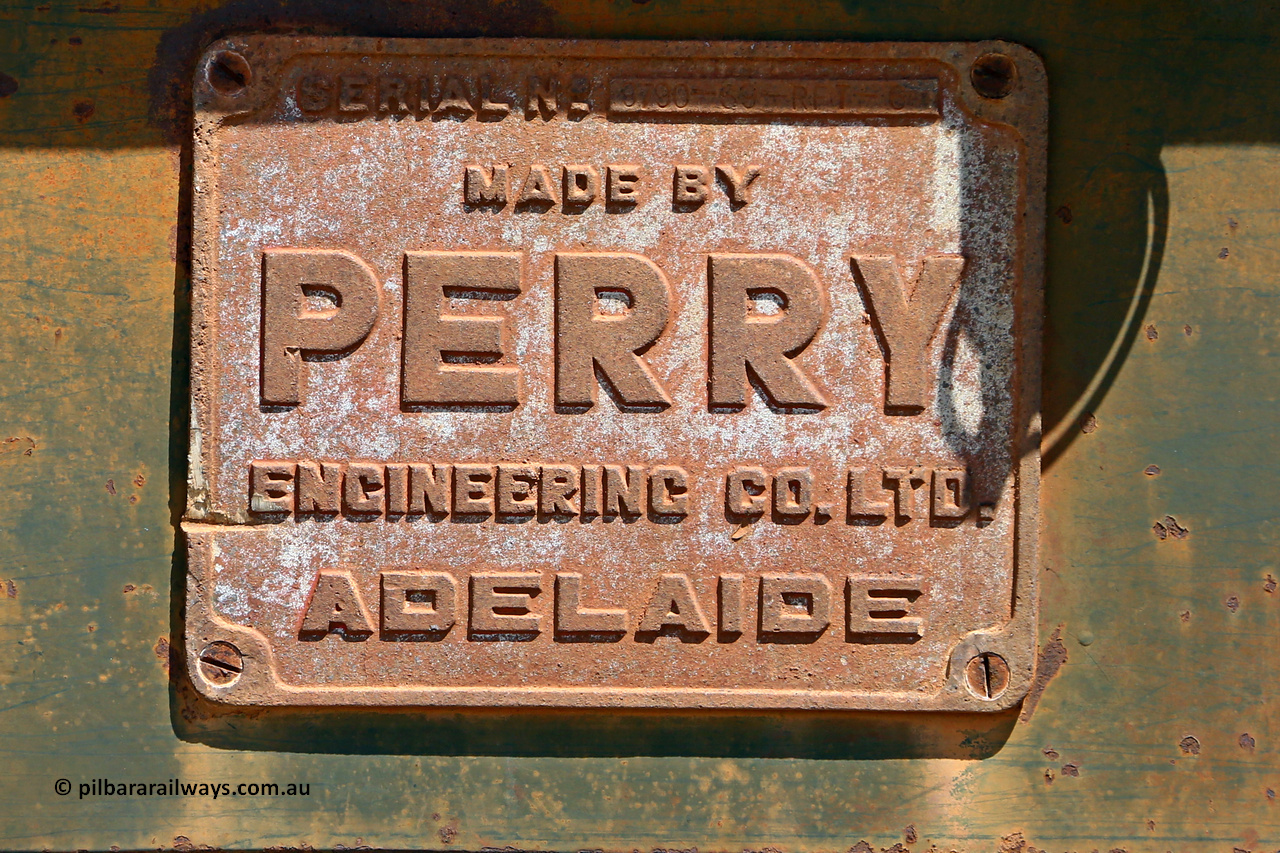 SERIAL No.
MADE BY
PERRY
ENGINEERING CO. LTD.
ADELAIDE
© pilbararailways.com.au